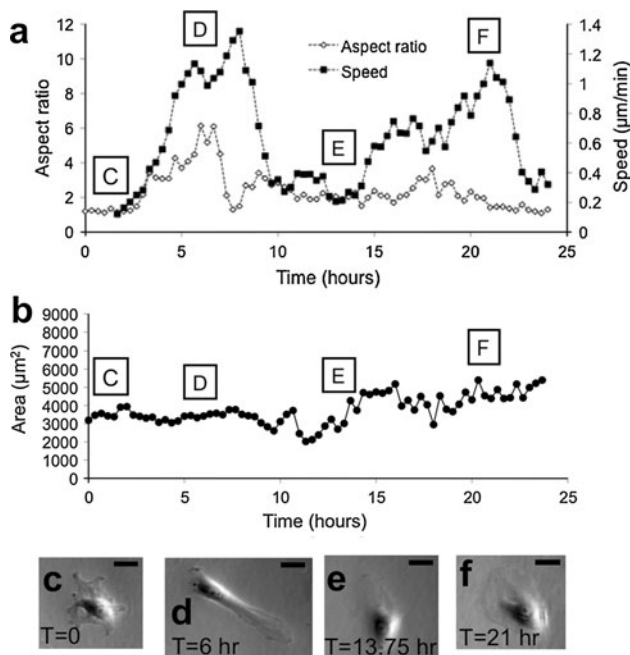 a
12
10
8
6
4
2
0
Aspect ratio
1.4
1.2
1
0.8
0.6
0.4
0.2
0
Speed (μm/min)
Aspect ratio
Speed
C
D
E
F
0
5
10
15
20
25
Time (hours)
b
9000
8000
7000
6000
5000
4000
3000
2000
1000
0
Area (μm²)
C
D
E
F
0
5
10
15
20
25
Time (hours)
c
T=0
d
T=6 hr
e
T=13.75 hr
f
T=21 hr